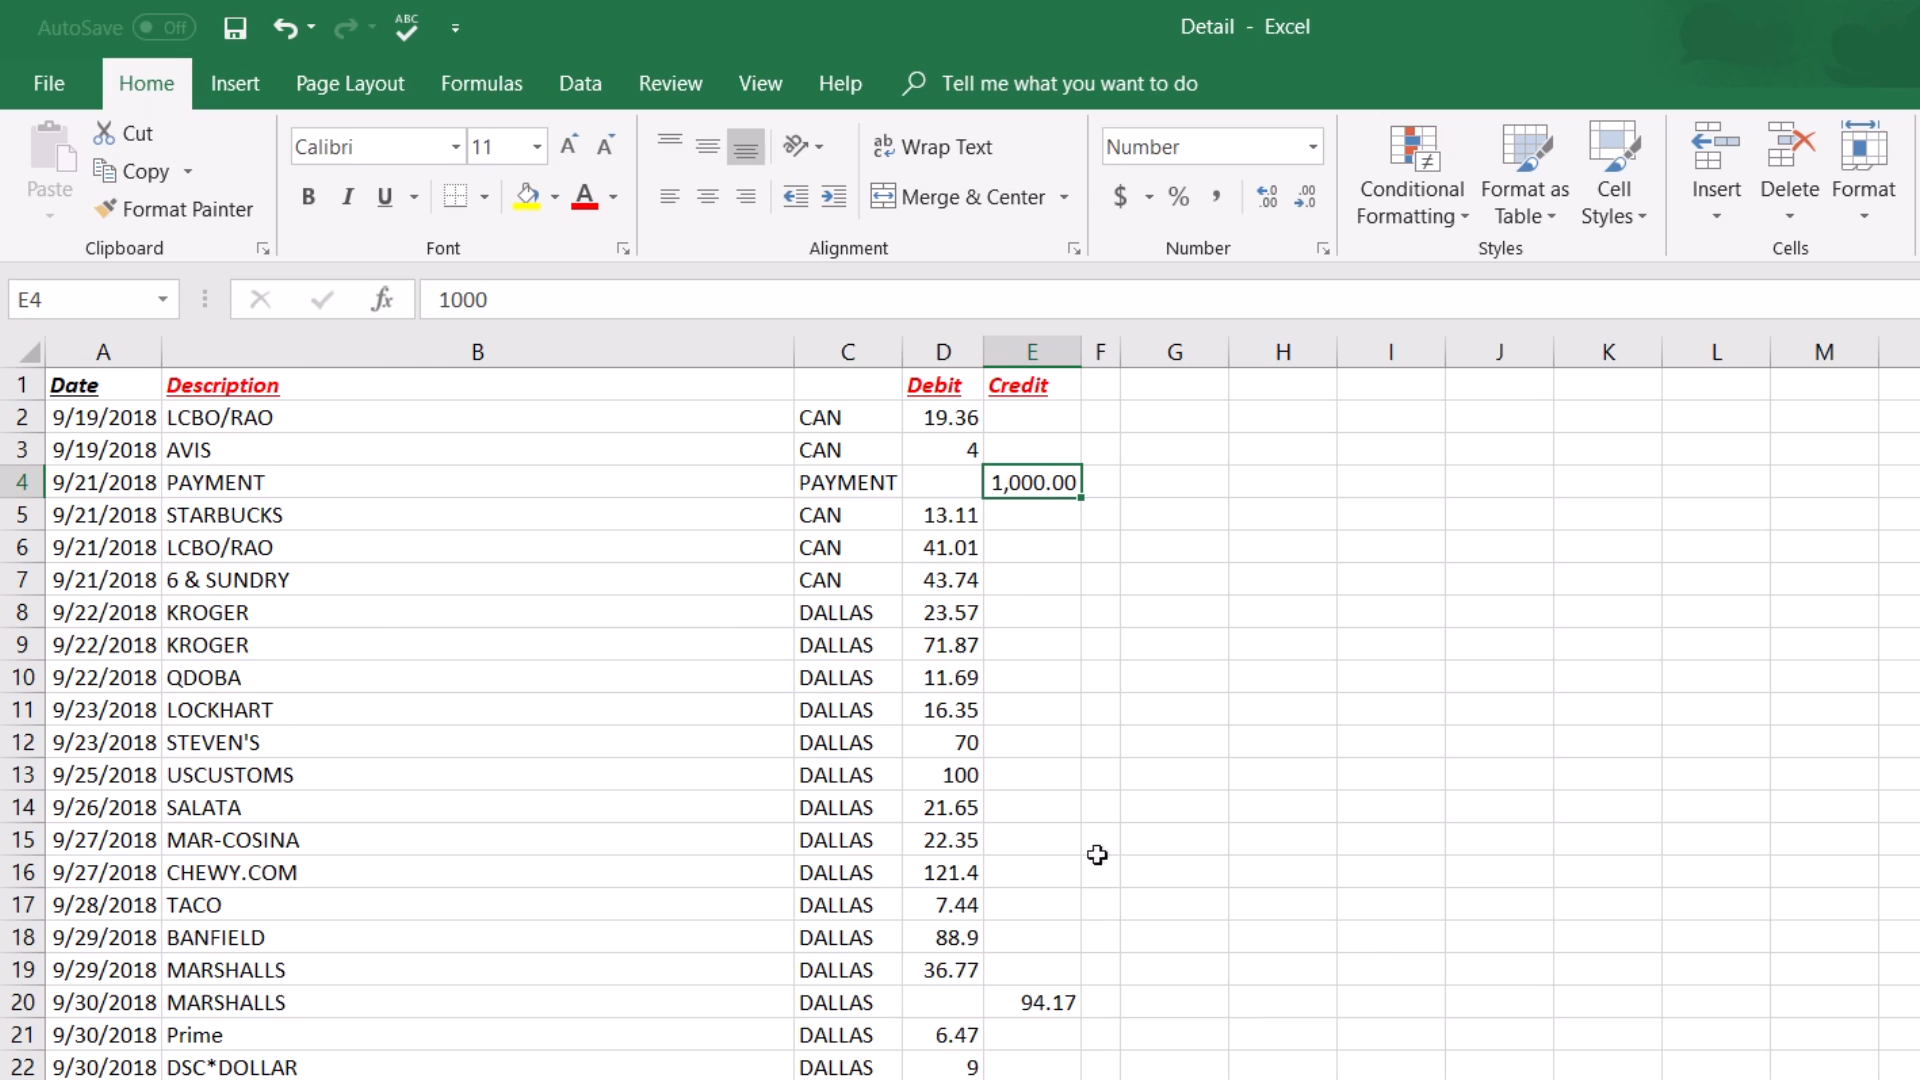 AutoSave Off ABC Detail - Excel
File Home Insert Page Layout Formulas Data Review View Help Tell me what you want to do
Paste Cut Copy Format Painter Clipboard
Calibri 11 A A B I U A Font
ab Wrap Text Merge & Center Alignment
Number $ % , .0 .00 .00 .0 Number
Conditional Formatting Format as Table Cell Styles Styles
Insert Delete Format Cells
E4 fx 1000
A B C D E F G H I J K L M
1 Date Description Debit Credit
2 9/19/2018 LCBO/RAO CAN 19.36
3 9/19/2018 AVIS CAN 4
4 9/21/2018 PAYMENT PAYMENT 1,000.00
5 9/21/2018 STARBUCKS CAN 13.11
6 9/21/2018 LCBO/RAO CAN 41.01
7 9/21/2018 6 & SUNDRY CAN 43.74
8 9/22/2018 KROGER DALLAS 23.57
9 9/22/2018 KROGER DALLAS 71.87
10 9/22/2018 QDOBA DALLAS 11.69
11 9/23/2018 LOCKHART DALLAS 16.35
12 9/23/2018 STEVEN'S DALLAS 70
13 9/25/2018 USCUSTOMS DALLAS 100
14 9/26/2018 SALATA DALLAS 21.65
15 9/27/2018 MAR-COSINA DALLAS 22.35
16 9/27/2018 CHEWY.COM DALLAS 121.4
17 9/28/2018 TACO DALLAS 7.44
18 9/29/2018 BANFIELD DALLAS 88.9
19 9/29/2018 MARSHALLS DALLAS 36.77
20 9/30/2018 MARSHALLS DALLAS 94.17
21 9/30/2018 Prime DALLAS 6.47
22 9/30/2018 DSC*DOLLAR DALLAS 9